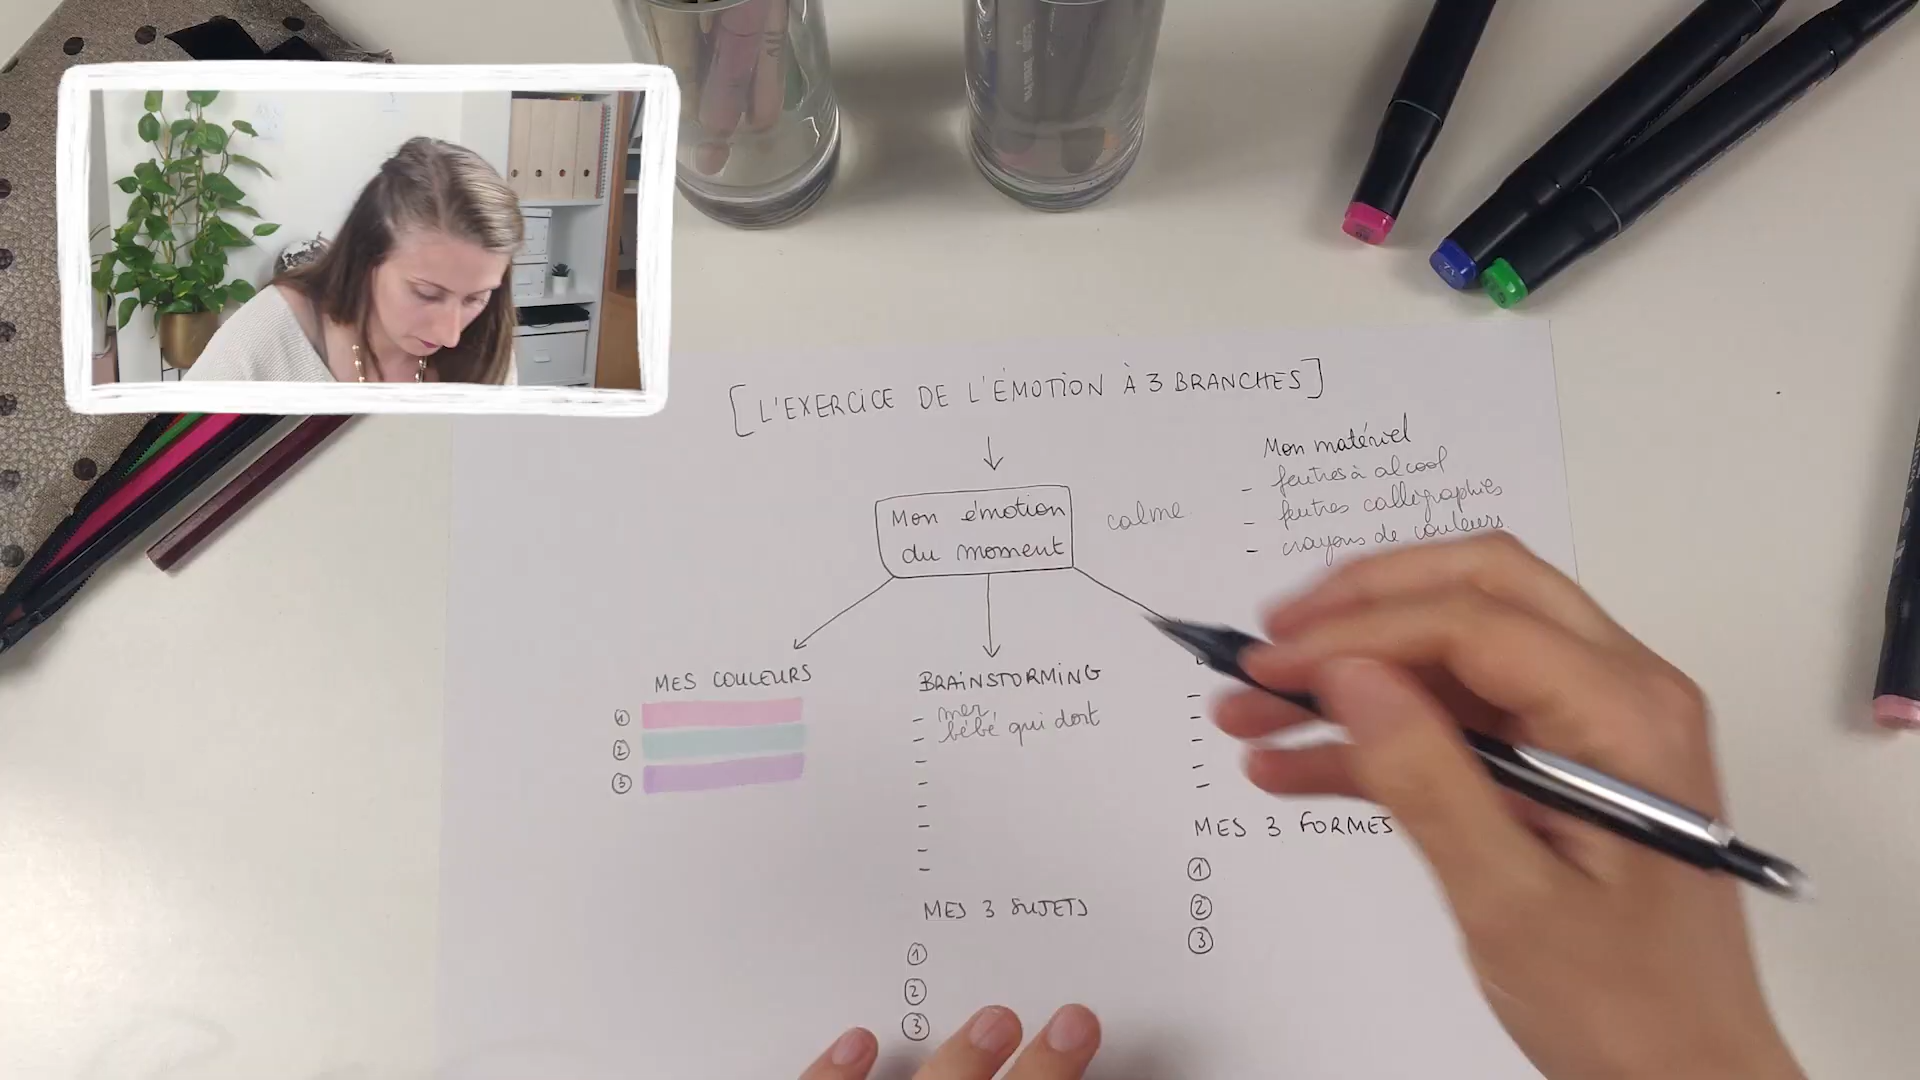 [L'EXERCICE DE L'ÉMOTION À 3 BRANCHES]
Mon émotion
du moment
calme
Mon matériel
- feutres à alcool
- feutres calligraphies
- crayons de couleurs
MES COULEURS
1
2
3
BRAINSTORMING
- mer,
- bébé qui dort
-
-
-
-
-
-
MES 3 SUJETS
1
2
3
-
-
-
-
-
MES 3 FORMES
1
2
3
71